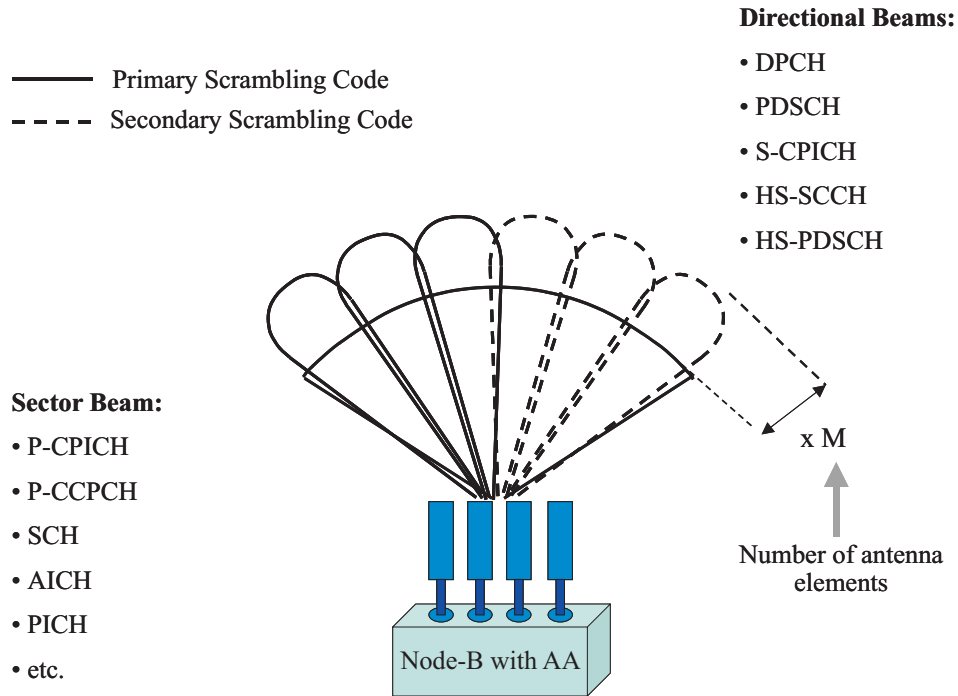 Directional Beams:
• DPCH
• PDSCH
• S-CPICH
• HS-SCCH
• HS-PDSCH
Primary Scrambling Code
Secondary Scrambling Code
Sector Beam:
• P-CPICH
• P-CCPCH
• SCH
• AICH
• PICH
• etc.
x M
Number of antenna
elements
Node-B with AA